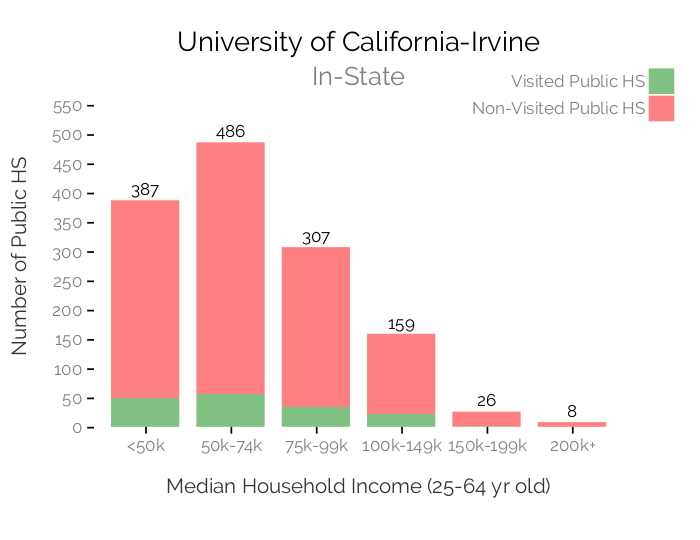 University of California-Irvine
In-State
Visited Public HS
Non-Visited Public HS
Number of Public HS
550
500
450
400
350
300
250
200
150
100
50
0
387
486
307
159
26
8
<50k
50k-74k
75k-99k
100k-149k
150k-199k
200k+
Median Household Income (25-64 yr old)